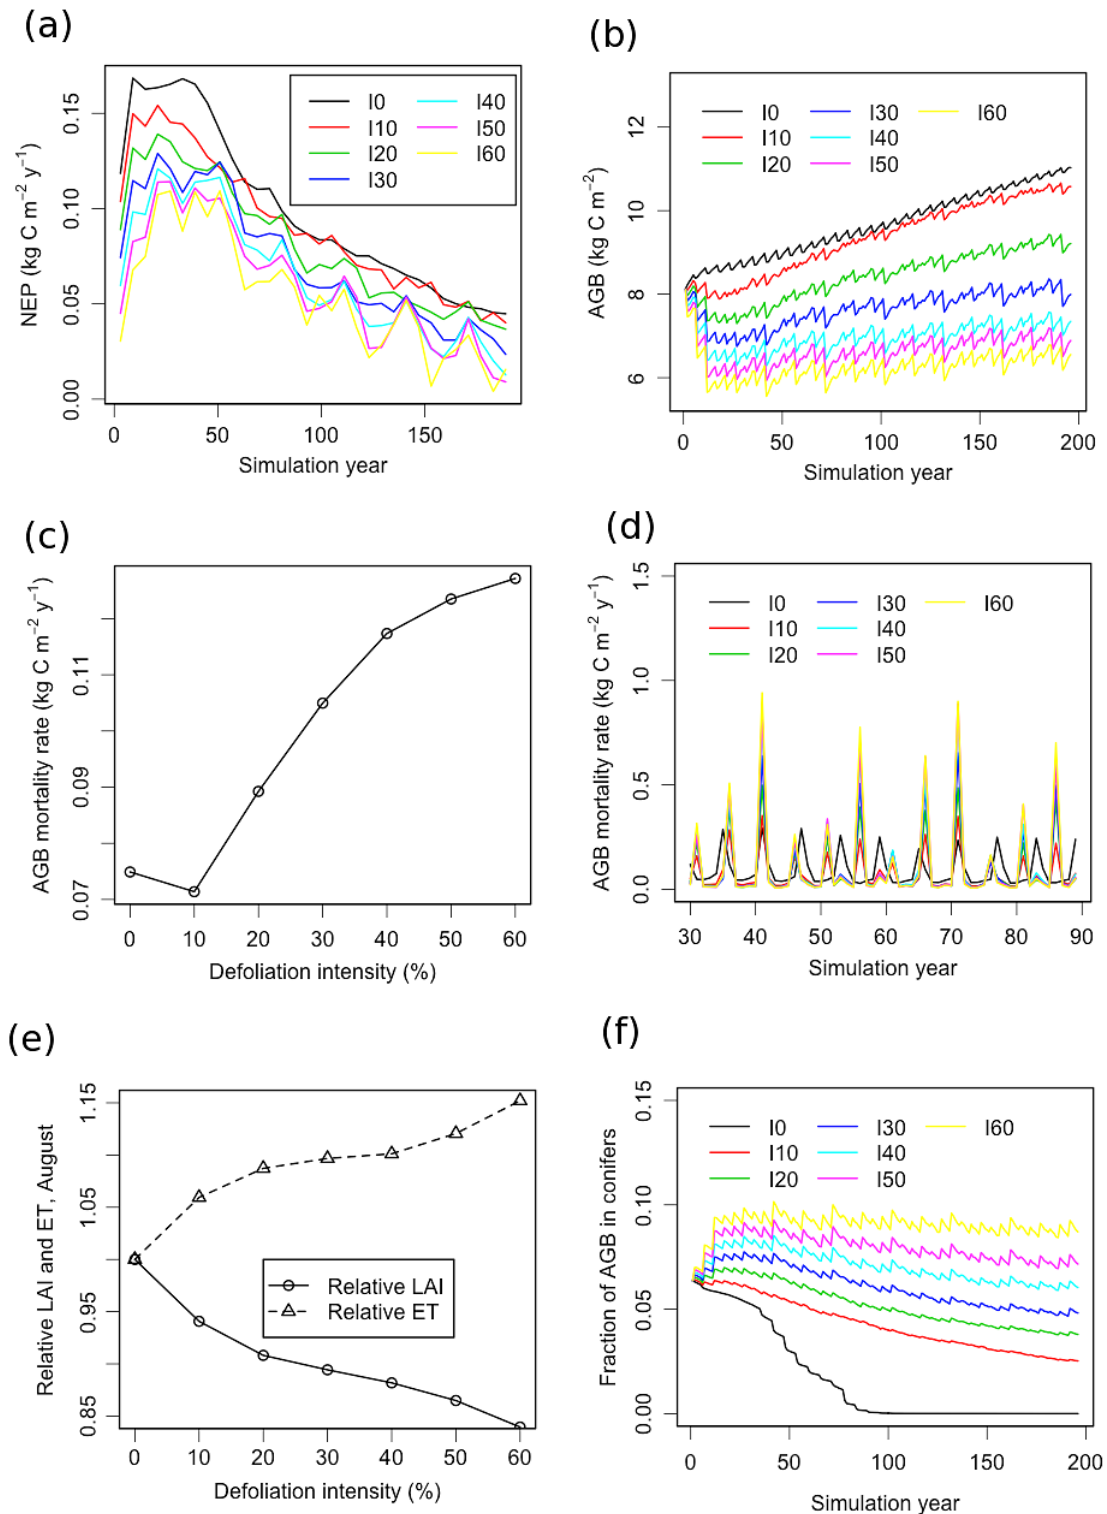 (a)
NEP (kg C m⁻² y⁻¹)
0.15
0.10
0.05
0.00
I0 I40
I10 I50
I20 I60
I30
0 50 100 150
Simulation year
(b)
AGB (kg C m⁻²)
12
10
8
6
I0 I30 I60
I10 I40
I20 I50
0 50 100 150 200
Simulation year
(c)
AGB mortality rate (kg C m⁻² y⁻¹)
0.11
0.09
0.07
0 10 20 30 40 50 60
Defoliation intensity (%)
(d)
AGB mortality rate (kg C m⁻² y⁻¹)
1.5
1.0
0.5
0.0
I0 I30 I60
I10 I40
I20 I50
30 40 50 60 70 80 90
Simulation year
(e)
Relative LAI and ET, August
1.15
1.05
0.95
0.85
Relative LAI
Relative ET
0 10 20 30 40 50 60
Defoliation intensity (%)
(f)
Fraction of AGB in conifers
0.15
0.10
0.05
0.00
I0 I30 I60
I10 I40
I20 I50
0 50 100 150 200
Simulation year